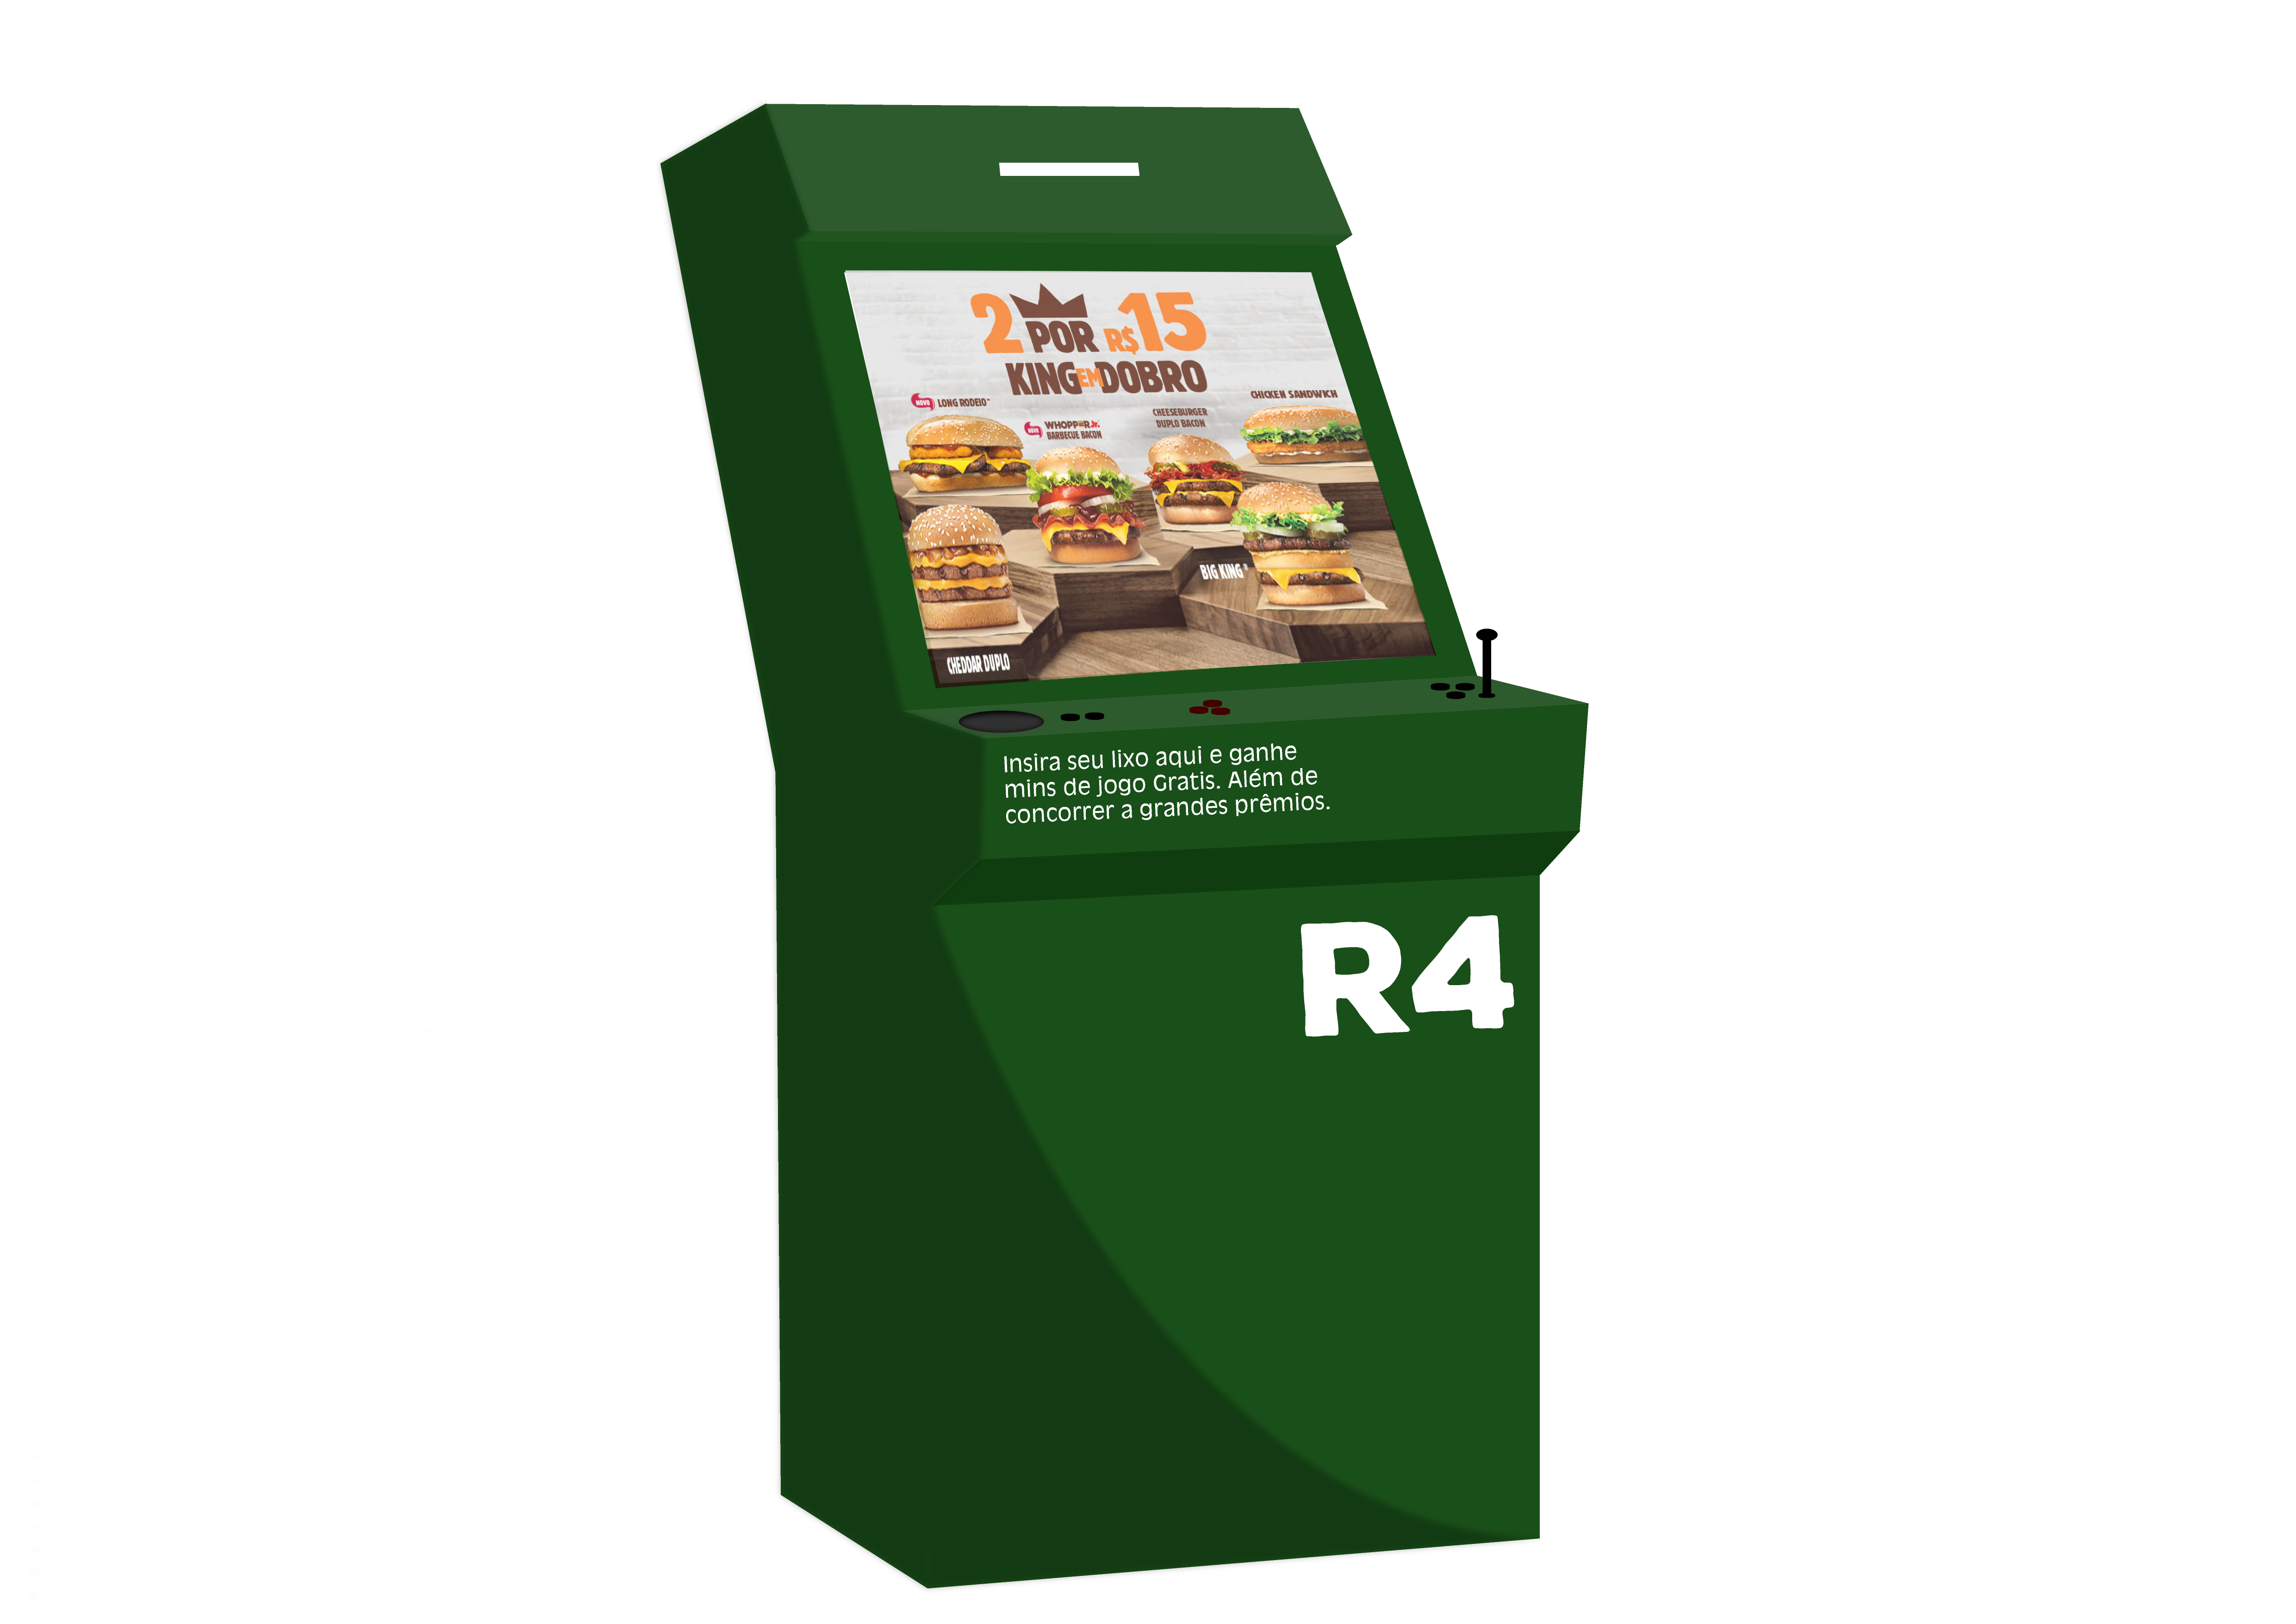 2 POR R$15
KING EM DOBRO
NOVO LONG RODEIO
CHICKEN SANDWICH
NOVO WHOPPER Jr.
BARBECUE BACON
CHEESEBURGER
DUPLO BACON
BIG KING
CHEDDAR DUPLO
Insira seu lixo aqui e ganhe
mins de jogo Gratis. Além de
concorrer a grandes prêmios.
R4